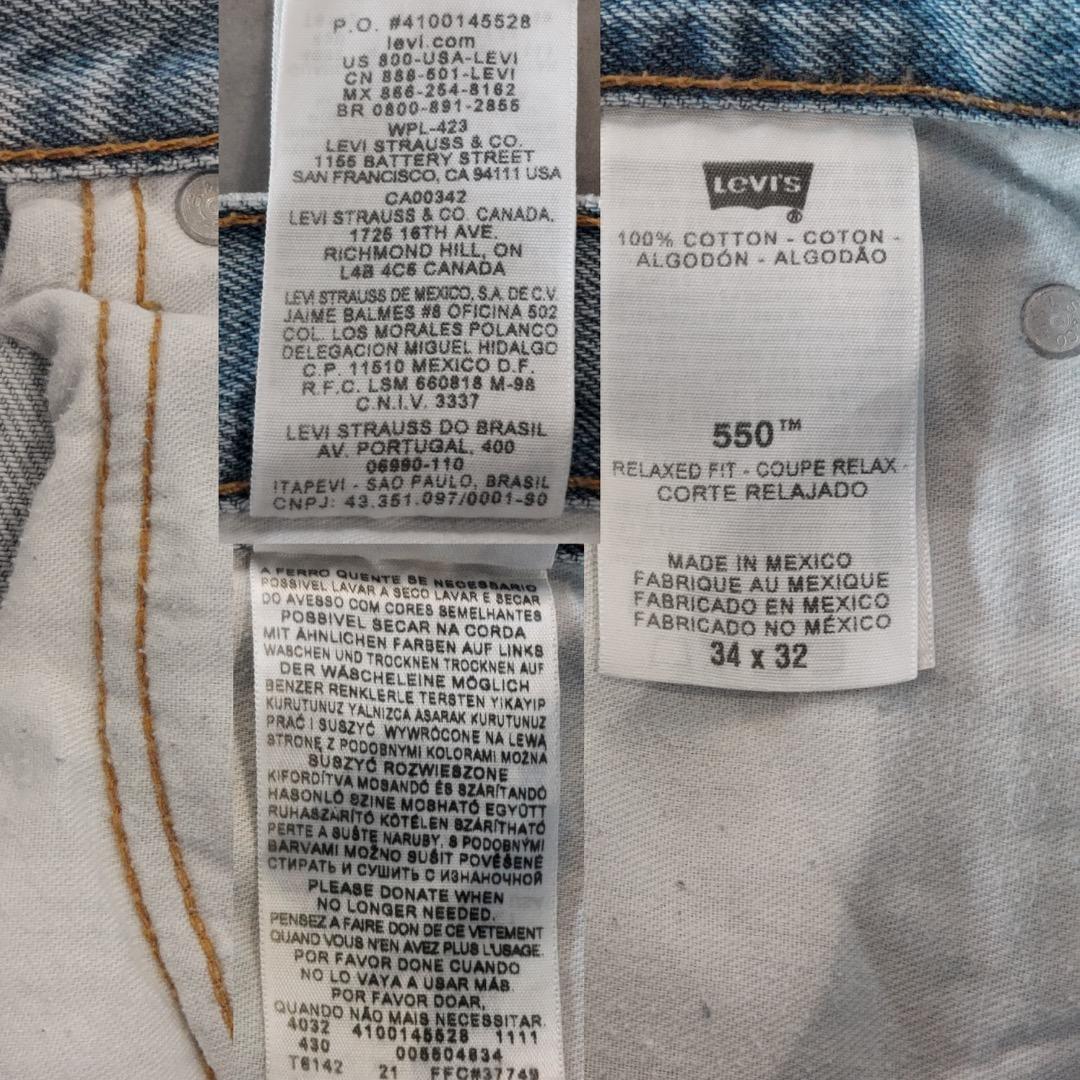 P.O. #4100145528
levi.com
US 800-USA-LEVI
CN 888-501-LEVI
MX 866-254-8162
BR 0800-891-2855
WPL-423
LEVI STRAUSS & CO.
1155 BATTERY STREET
SAN FRANCISCO, CA 94111 USA
CA00342
LEVI STRAUSS & CO. CANADA,
1725 16TH AVE.
RICHMOND HILL, ON
L4B 4C6 CANADA
LEVI STRAUSS DE MEXICO, S.A. DE C.V.
JAIME BALMES #8 OFICINA 502
COL. LOS MORALES POLANCO
DELEGACION MIGUEL HIDALGO
C.P. 11510 MEXICO D.F.
R.F.C. LSM 660818 M-98
C.N.I.V. 3337
LEVI STRAUSS DO BRASIL
AV. PORTUGAL, 400
06690-110
ITAPEVI - SAO PAULO, BRASIL
CNPJ: 43.351.097/0001-90
LEVI'S
®
100% COTTON - COTON -
ALGODÓN - ALGODÃO
550™
RELAXED FIT - COUPE RELAX -
CORTE RELAJADO
MADE IN MEXICO
FABRIQUE AU MEXIQUE
FABRICADO EN MEXICO
FABRICADO NO MÉXICO
34 x 32
A FERRO QUENTE SE NECESSARIO
POSSIVEL LAVAR A SECO LAVAR E SECAR
DO AVESSO COM CORES SEMELHANTES
POSSIVEL SECAR NA CORDA
MIT ÄHNLICHEN FARBEN AUF LINKS
WASCHEN UND TROCKNEN TROCKNEN AUF
DER WÄSCHELEINE MÖGLICH
BENZER RENKLERLE TERSTEN YIKAYIP
KURUTUNUZ YALNIZCA ASARAK KURUTUNUZ
PRAĆ I SUSZYĆ WYWRÓCONE NA LEWĄ
STRONĘ Z PODOBNYMI KOLORAMI MOŻNA
SUSZYĆ ROZWIESZONE
KIFORDÍTVA MOSANDÓ ÉS SZÁRÍTANDÓ
HASONLÓ SZINE MOSHATÓ EGYÜTT
RUHASZÁRÍTÓ KÖTÉLEN SZÁRÍTHATÓ
PERTE A SUŠTE NARUBY, S PODOBNÝMI
BARVAMI MOŽNO SUŠIT POVĚŠENÉ
СТИРАТЬ И СУШИТЬ С ИЗНАНОЧНОЙ
PLEASE DONATE WHEN
NO LONGER NEEDED.
PENSEZ A FAIRE DON DE CE VETEMENT
QUAND VOUS N'EN AVEZ PLUS L'USAGE.
POR FAVOR DONE CUANDO
NO LO VAYA A USAR MÁS
POR FAVOR DOAR,
QUANDO NÃO MAIS NECESSITAR.
4032 4100145528 1111
430 005504834
T6142 21 FFC#37749